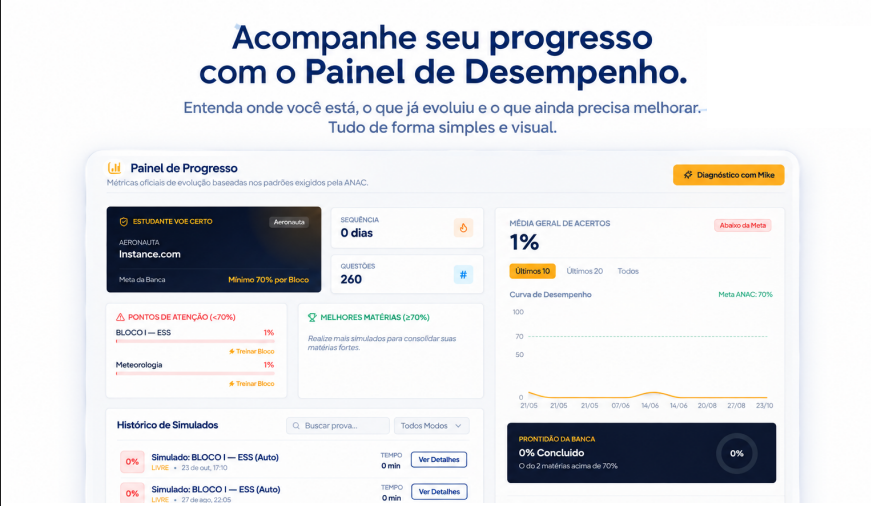 Acompanhe seu progresso
com o Painel de Desempenho.
Entenda onde você está, o que já evoluiu e o que ainda precisa melhorar.
Tudo de forma simples e visual.
Painel de Progresso
Métricas oficiais de evolução baseadas nos padrões exigidos pela ANAC.
Diagnóstico com Mike
ESTUDANTE VOE CERTO
Aeronauta
AERONAUTA
Instance.com
Meta da Banca
Mínimo 70% por Bloco
SEQUÊNCIA
0 dias
QUESTÕES
260
#
PONTOS DE ATENÇÃO (<70%)
BLOCO I — ESS 1%
Treinar Bloco
Meteorologia 1%
Treinar Bloco
MELHORES MATÉRIAS (≥70%)
Realize mais simulados para consolidar suas
matérias fortes.
Histórico de Simulados
Buscar prova...
Todos Modos
0%
Simulado: BLOCO I — ESS (Auto)
LIVRE • 23 de out, 17:10
TEMPO
0 min
Ver Detalhes
0%
Simulado: BLOCO I — ESS (Auto)
LIVRE • 27 de ago, 22:05
TEMPO
0 min
Ver Detalhes
MÉDIA GERAL DE ACERTOS
1%
Abaixo da Meta
Últimos 10 Últimos 20 Todos
Curva de Desempenho
Meta ANAC: 70%
100
70
50
0
21/05 21/05 21/05 07/06 14/06 14/06 20/08 27/08 23/10
PRONTIDÃO DA BANCA
0% Concluído
O do 2 matérias acima de 70%
0%